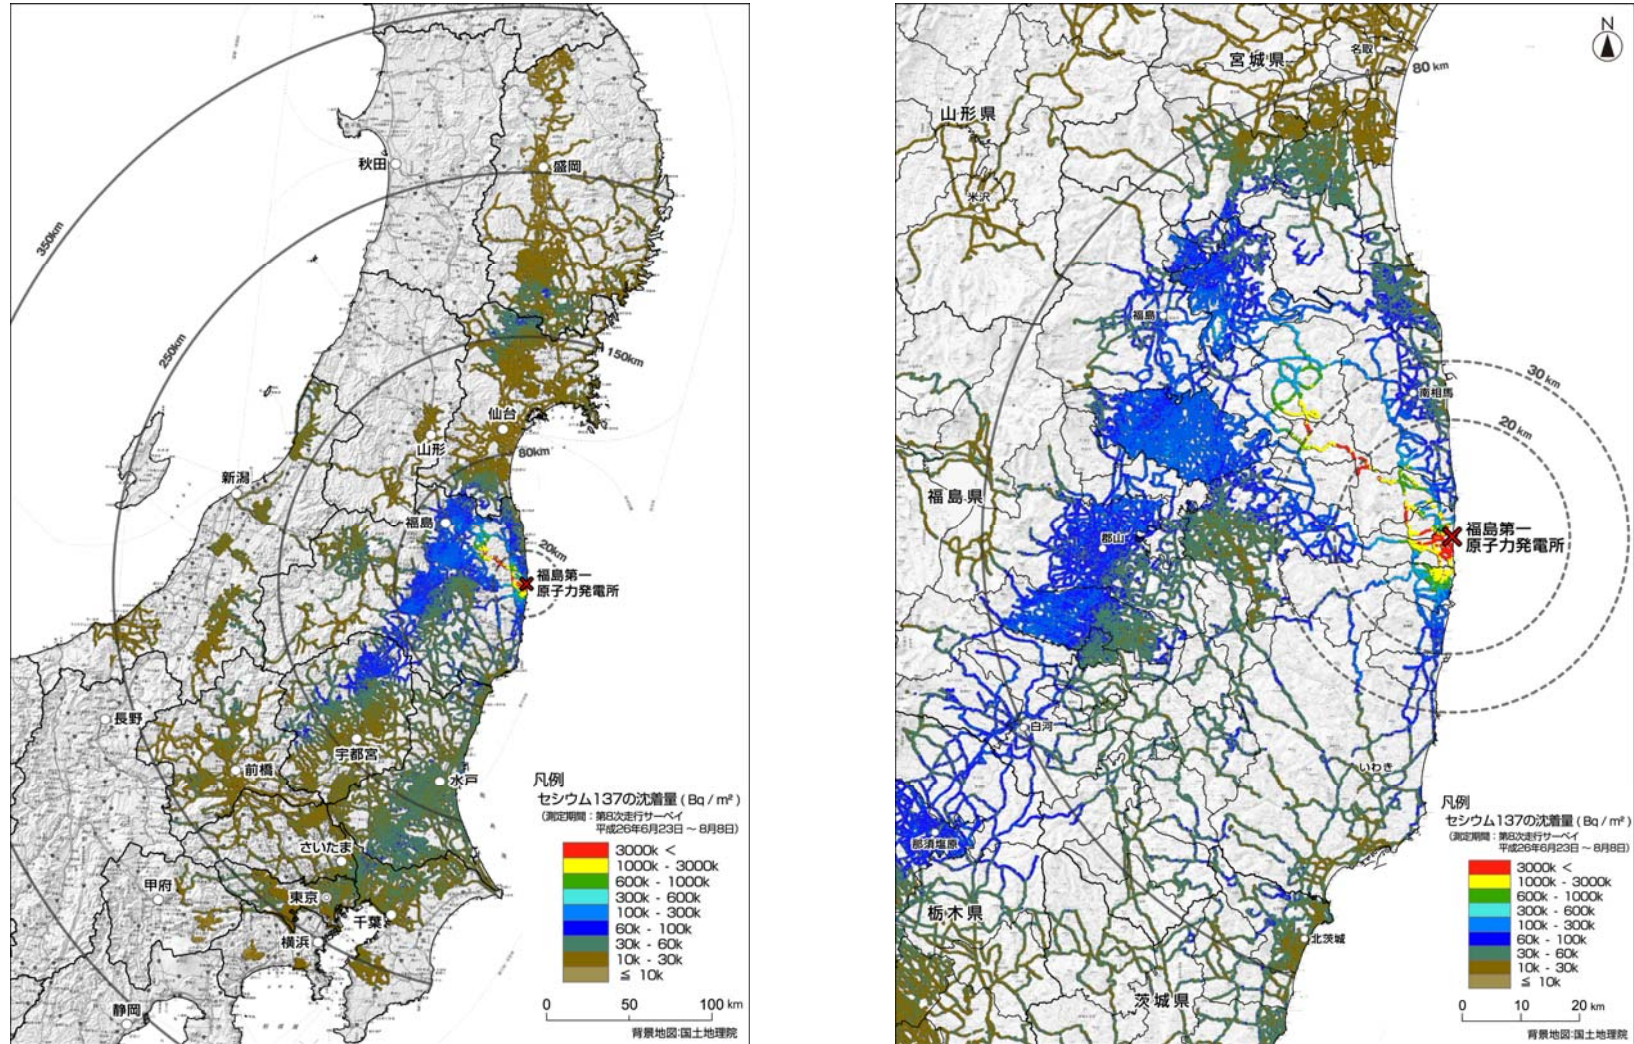 350km
250km
150km
80km
20km
秋田
盛岡
仙台
山形
新潟
福島
福島第一
原子力発電所
長野
宇都宮
前橋
水戸
さいたま
甲府
東京
千葉
横浜
静岡
凡例
セシウム137の沈着量 ( Bq / m² )
(測定期間：第8次走行サーベイ
平成26年6月23日 ～ 8月8日)
3000k <
1000k - 3000k
600k - 1000k
300k - 600k
100k - 300k
60k - 100k
30k - 60k
10k - 30k
≦ 10k
0 50 100 km
背景地図:国土地理院
N
名取
宮城県
80 km
山形県
米沢
福島
30 km
南相馬
20 km
福島県
福島第一
原子力発電所
郡山
白河
いわき
那須塩原
栃木県
北茨城
茨城県
凡例
セシウム137の沈着量 ( Bq / m² )
(測定期間：第8次走行サーベイ
平成26年6月23日 ～ 8月8日)
3000k <
1000k - 3000k
600k - 1000k
300k - 600k
100k - 300k
60k - 100k
30k - 60k
10k - 30k
≦ 10k
0 10 20 km
背景地図:国土地理院